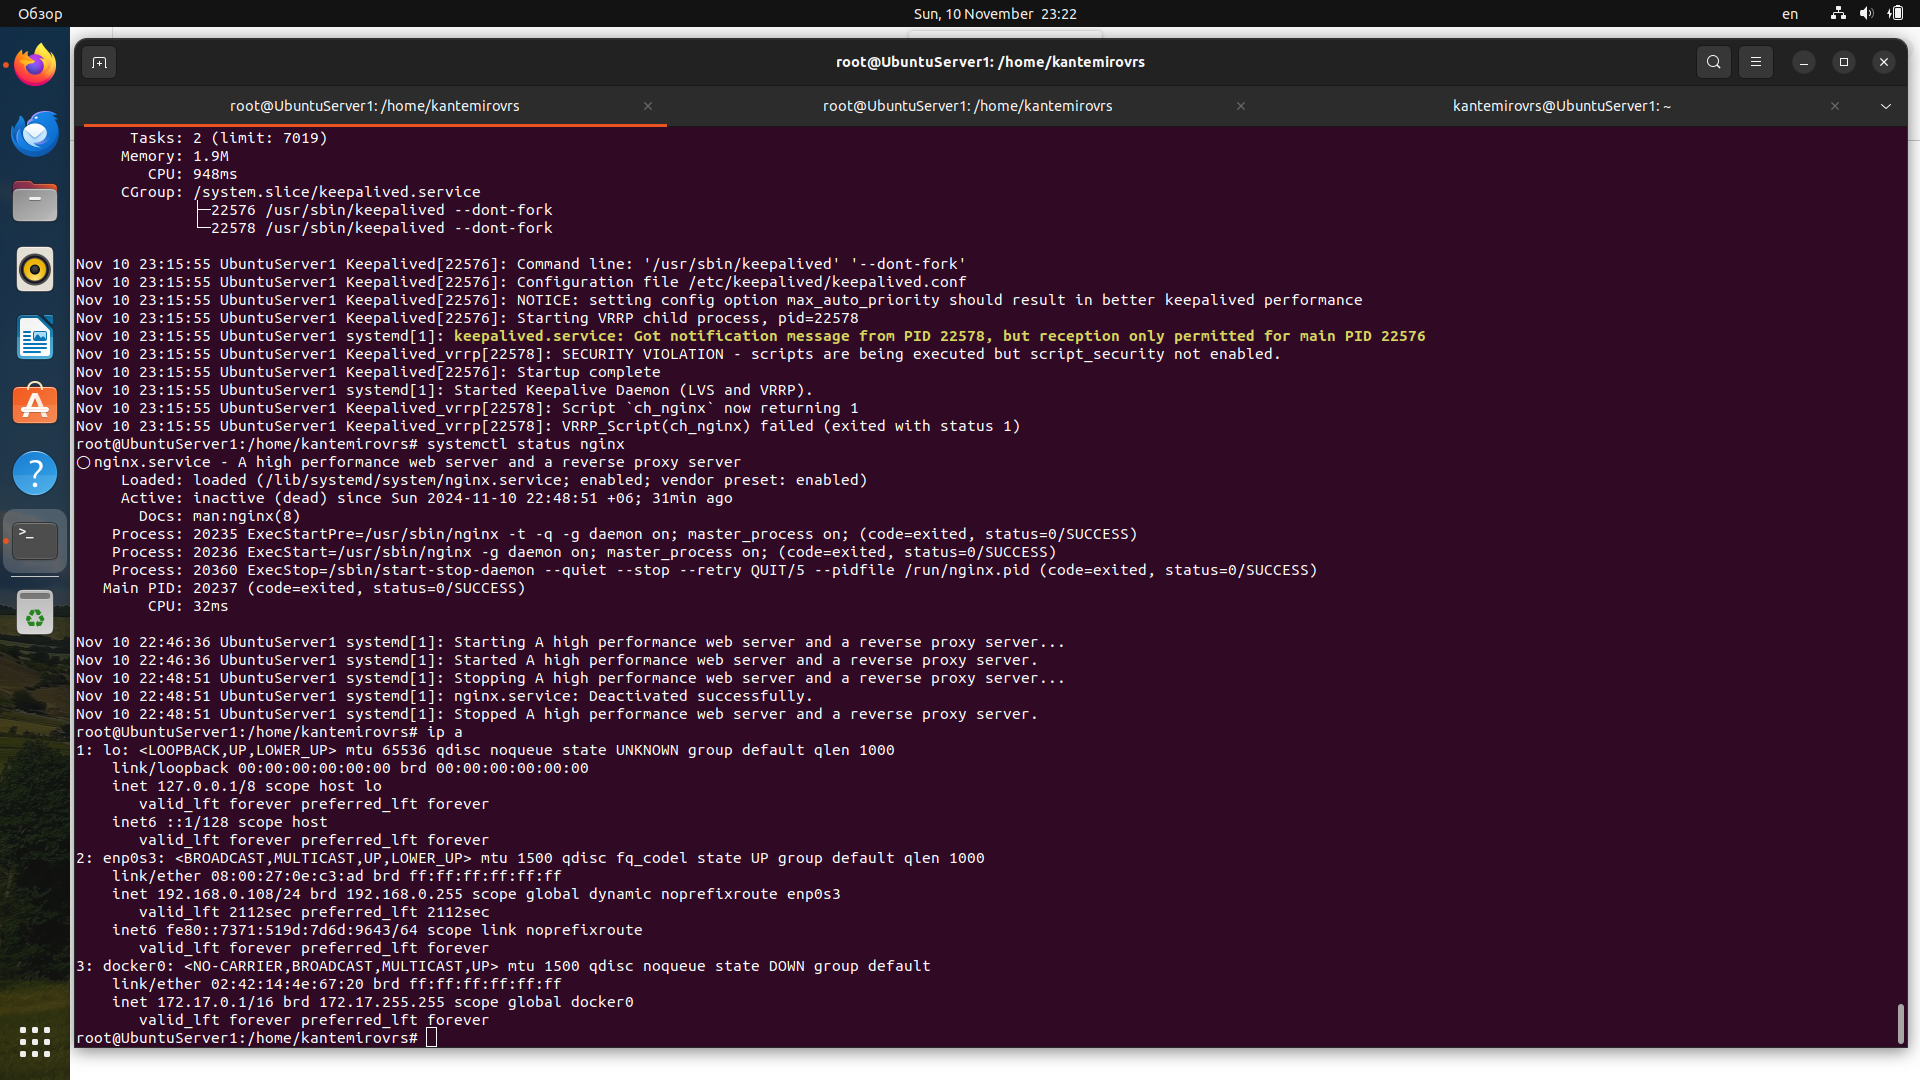 Обзор
Sun, 10 November 23:22
en
root@UbuntuServer1: /home/kantemirovrs
root@UbuntuServer1: /home/kantemirovrs
root@UbuntuServer1: /home/kantemirovrs
kantemirovrs@UbuntuServer1: ~
Tasks: 2 (limit: 7019)
Memory: 1.9M
CPU: 948ms
CGroup: /system.slice/keepalived.service
├─22576 /usr/sbin/keepalived --dont-fork
└─22578 /usr/sbin/keepalived --dont-fork
Nov 10 23:15:55 UbuntuServer1 Keepalived[22576]: Command line: '/usr/sbin/keepalived' '--dont-fork'
Nov 10 23:15:55 UbuntuServer1 Keepalived[22576]: Configuration file /etc/keepalived/keepalived.conf
Nov 10 23:15:55 UbuntuServer1 Keepalived[22576]: NOTICE: setting config option max_auto_priority should result in better keepalived performance
Nov 10 23:15:55 UbuntuServer1 Keepalived[22576]: Starting VRRP child process, pid=22578
Nov 10 23:15:55 UbuntuServer1 systemd[1]: keepalived.service: Got notification message from PID 22578, but reception only permitted for main PID 22576
Nov 10 23:15:55 UbuntuServer1 Keepalived_vrrp[22578]: SECURITY VIOLATION - scripts are being executed but script_security not enabled.
Nov 10 23:15:55 UbuntuServer1 Keepalived[22576]: Startup complete
Nov 10 23:15:55 UbuntuServer1 systemd[1]: Started Keepalive Daemon (LVS and VRRP).
Nov 10 23:15:55 UbuntuServer1 Keepalived_vrrp[22578]: Script `ch_nginx` now returning 1
Nov 10 23:15:55 UbuntuServer1 Keepalived_vrrp[22578]: VRRP_Script(ch_nginx) failed (exited with status 1)
root@UbuntuServer1:/home/kantemirovrs# systemctl status nginx
○ nginx.service - A high performance web server and a reverse proxy server
Loaded: loaded (/lib/systemd/system/nginx.service; enabled; vendor preset: enabled)
Active: inactive (dead) since Sun 2024-11-10 22:48:51 +06; 31min ago
Docs: man:nginx(8)
Process: 20235 ExecStartPre=/usr/sbin/nginx -t -q -g daemon on; master_process on; (code=exited, status=0/SUCCESS)
Process: 20236 ExecStart=/usr/sbin/nginx -g daemon on; master_process on; (code=exited, status=0/SUCCESS)
Process: 20360 ExecStop=/sbin/start-stop-daemon --quiet --stop --retry QUIT/5 --pidfile /run/nginx.pid (code=exited, status=0/SUCCESS)
Main PID: 20237 (code=exited, status=0/SUCCESS)
CPU: 32ms
Nov 10 22:46:36 UbuntuServer1 systemd[1]: Starting A high performance web server and a reverse proxy server...
Nov 10 22:46:36 UbuntuServer1 systemd[1]: Started A high performance web server and a reverse proxy server.
Nov 10 22:48:51 UbuntuServer1 systemd[1]: Stopping A high performance web server and a reverse proxy server...
Nov 10 22:48:51 UbuntuServer1 systemd[1]: nginx.service: Deactivated successfully.
Nov 10 22:48:51 UbuntuServer1 systemd[1]: Stopped A high performance web server and a reverse proxy server.
root@UbuntuServer1:/home/kantemirovrs# ip a
1: lo: <LOOPBACK,UP,LOWER_UP> mtu 65536 qdisc noqueue state UNKNOWN group default qlen 1000
link/loopback 00:00:00:00:00:00 brd 00:00:00:00:00:00
inet 127.0.0.1/8 scope host lo
valid_lft forever preferred_lft forever
inet6 ::1/128 scope host
valid_lft forever preferred_lft forever
2: enp0s3: <BROADCAST,MULTICAST,UP,LOWER_UP> mtu 1500 qdisc fq_codel state UP group default qlen 1000
link/ether 08:00:27:0e:c3:ad brd ff:ff:ff:ff:ff:ff
inet 192.168.0.108/24 brd 192.168.0.255 scope global dynamic noprefixroute enp0s3
valid_lft 2112sec preferred_lft 2112sec
inet6 fe80::7371:519d:7d6d:9643/64 scope link noprefixroute
valid_lft forever preferred_lft forever
3: docker0: <NO-CARRIER,BROADCAST,MULTICAST,UP> mtu 1500 qdisc noqueue state DOWN group default
link/ether 02:42:14:4e:67:20 brd ff:ff:ff:ff:ff:ff
inet 172.17.0.1/16 brd 172.17.255.255 scope global docker0
valid_lft forever preferred_lft forever
root@UbuntuServer1:/home/kantemirovrs#